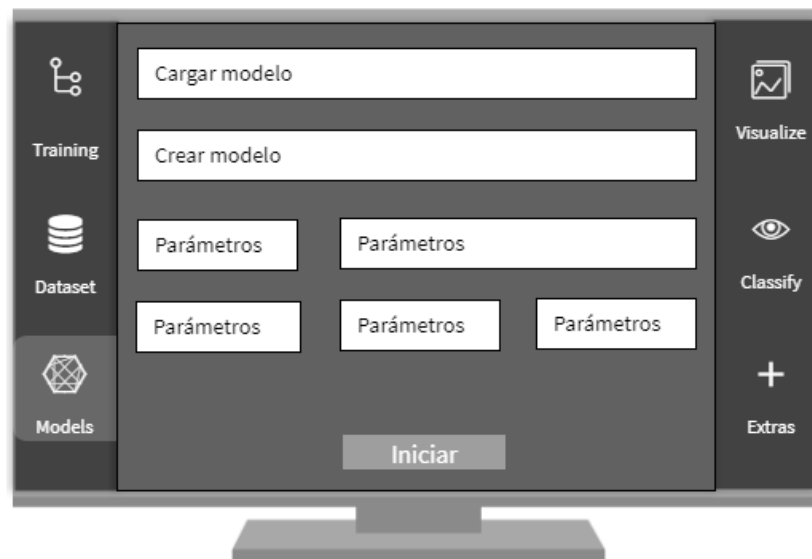 Training
Dataset
Models
Cargar modelo
Crear modelo
Parámetros
Parámetros
Parámetros
Parámetros
Parámetros
Iniciar
Visualize
Classify
Extras